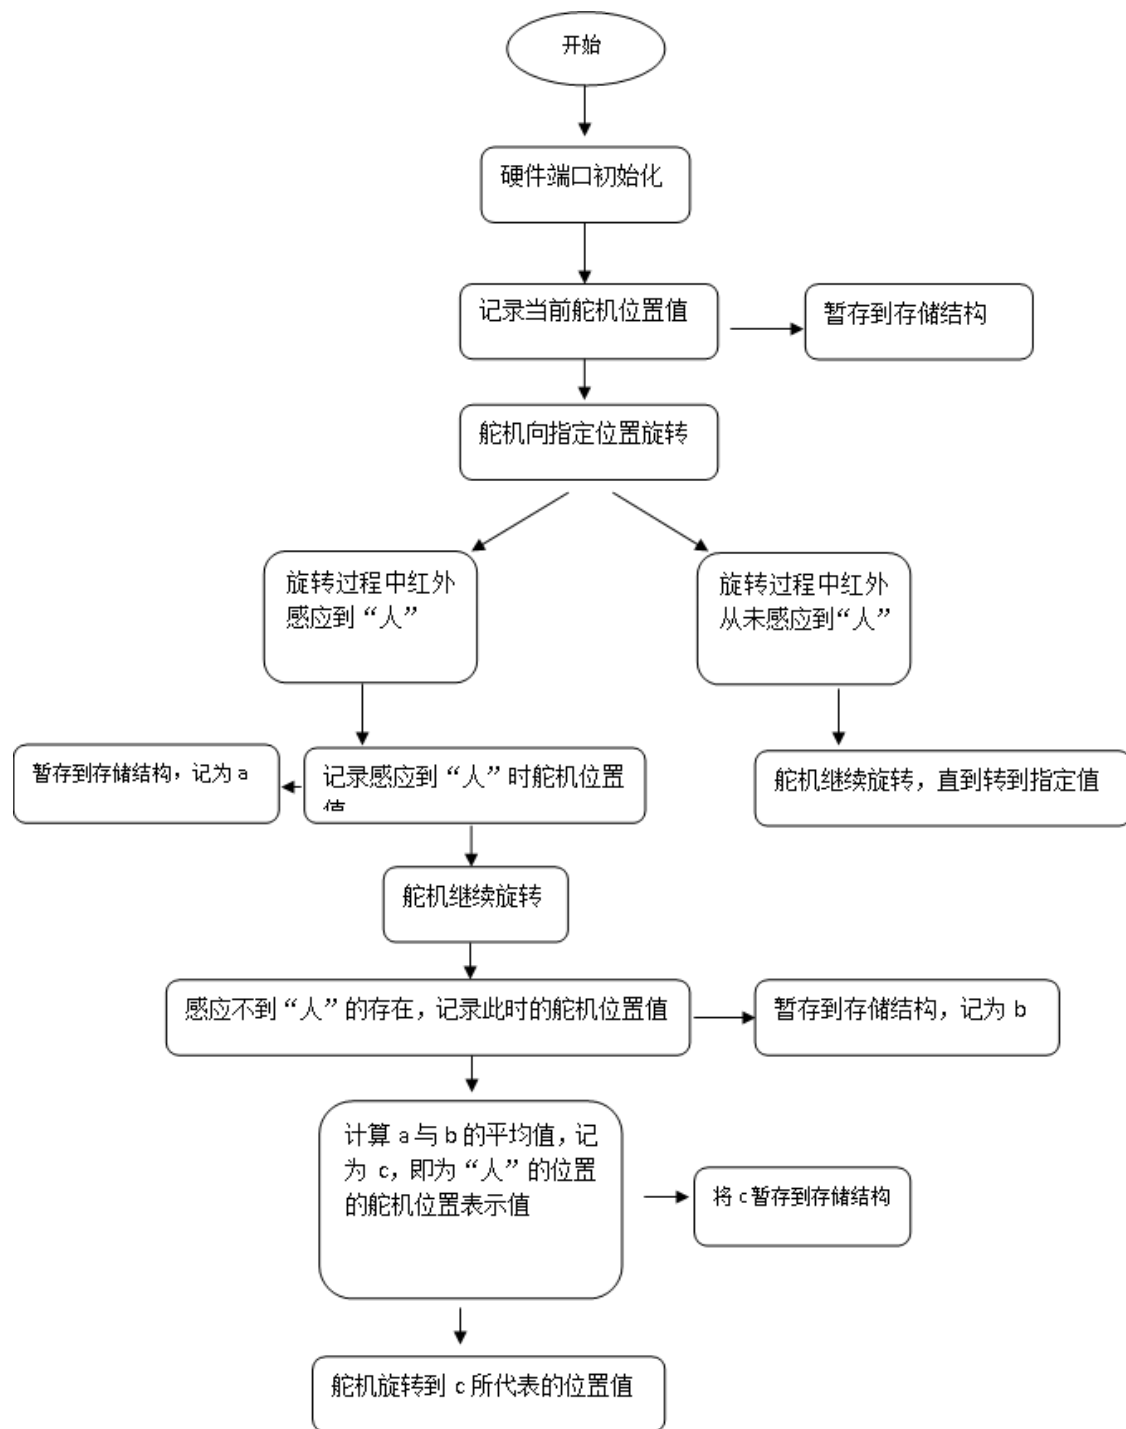 开始
硬件端口初始化
记录当前舵机位置值
暂存到存储结构
舵机向指定位置旋转
旋转过程中红外
感应到“人”
旋转过程中红外
从未感应到“人”
暂存到存储结构，记为 a
记录感应到“人”时舵机位置
值
舵机继续旋转，直到转到指定值
舵机继续旋转
感应不到“人”的存在，记录此时的舵机位置值
暂存到存储结构，记为 b
计算 a 与 b 的平均值，记
为 c，即为“人”的位置
的舵机位置表示值
将 c 暂存到存储结构
舵机旋转到 c 所代表的位置值